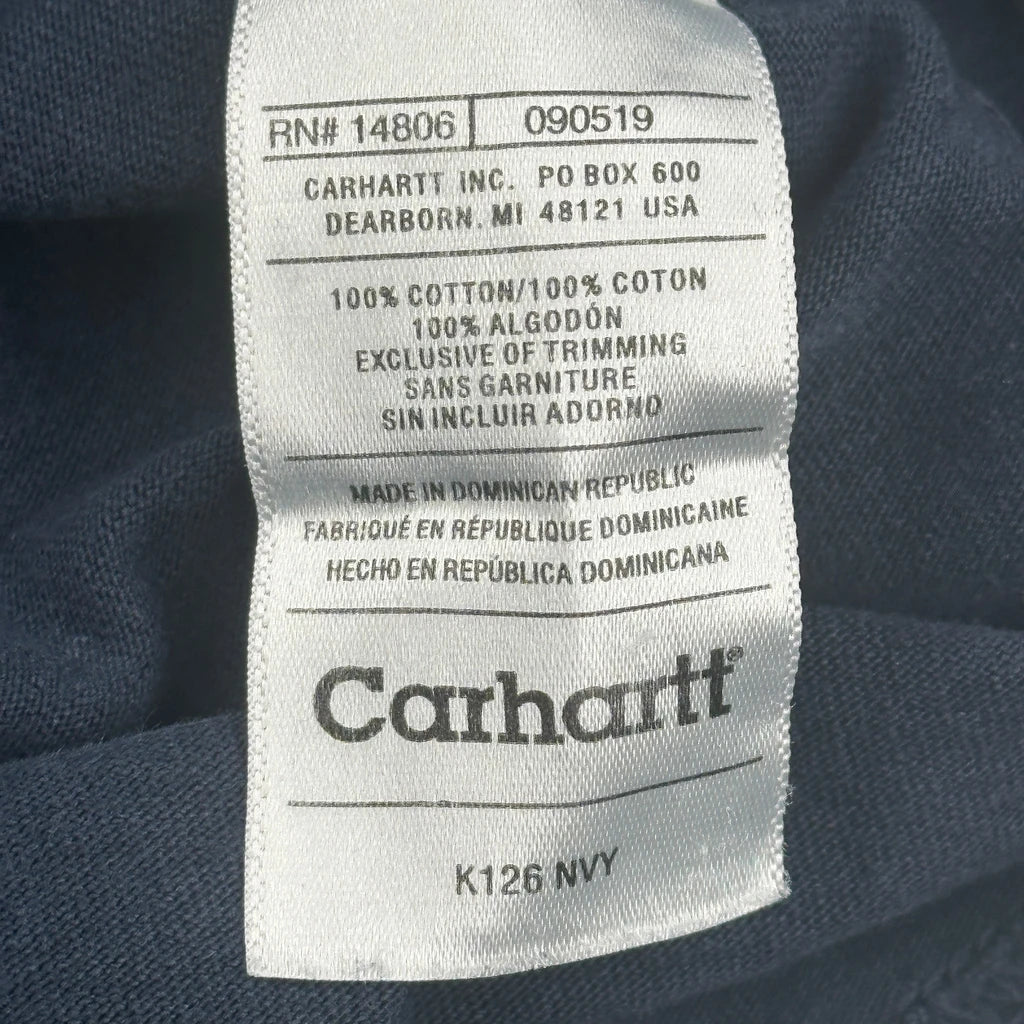 RN# 14806 090519
CARHARTT INC. PO BOX 600
DEARBORN, MI 48121 USA
100% COTTON/100% COTON
100% ALGODÓN
EXCLUSIVE OF TRIMMING
SANS GARNITURE
SIN INCLUIR ADORNO
MADE IN DOMINICAN REPUBLIC
FABRIQUÉ EN RÉPUBLIQUE DOMINICAINE
HECHO EN REPÚBLICA DOMINICANA
Carhartt®
K126 NVY